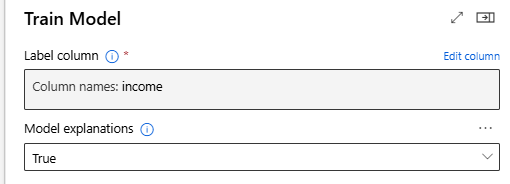 Train Model
Label column * Edit column
Column names: income
Model explanations ...
True